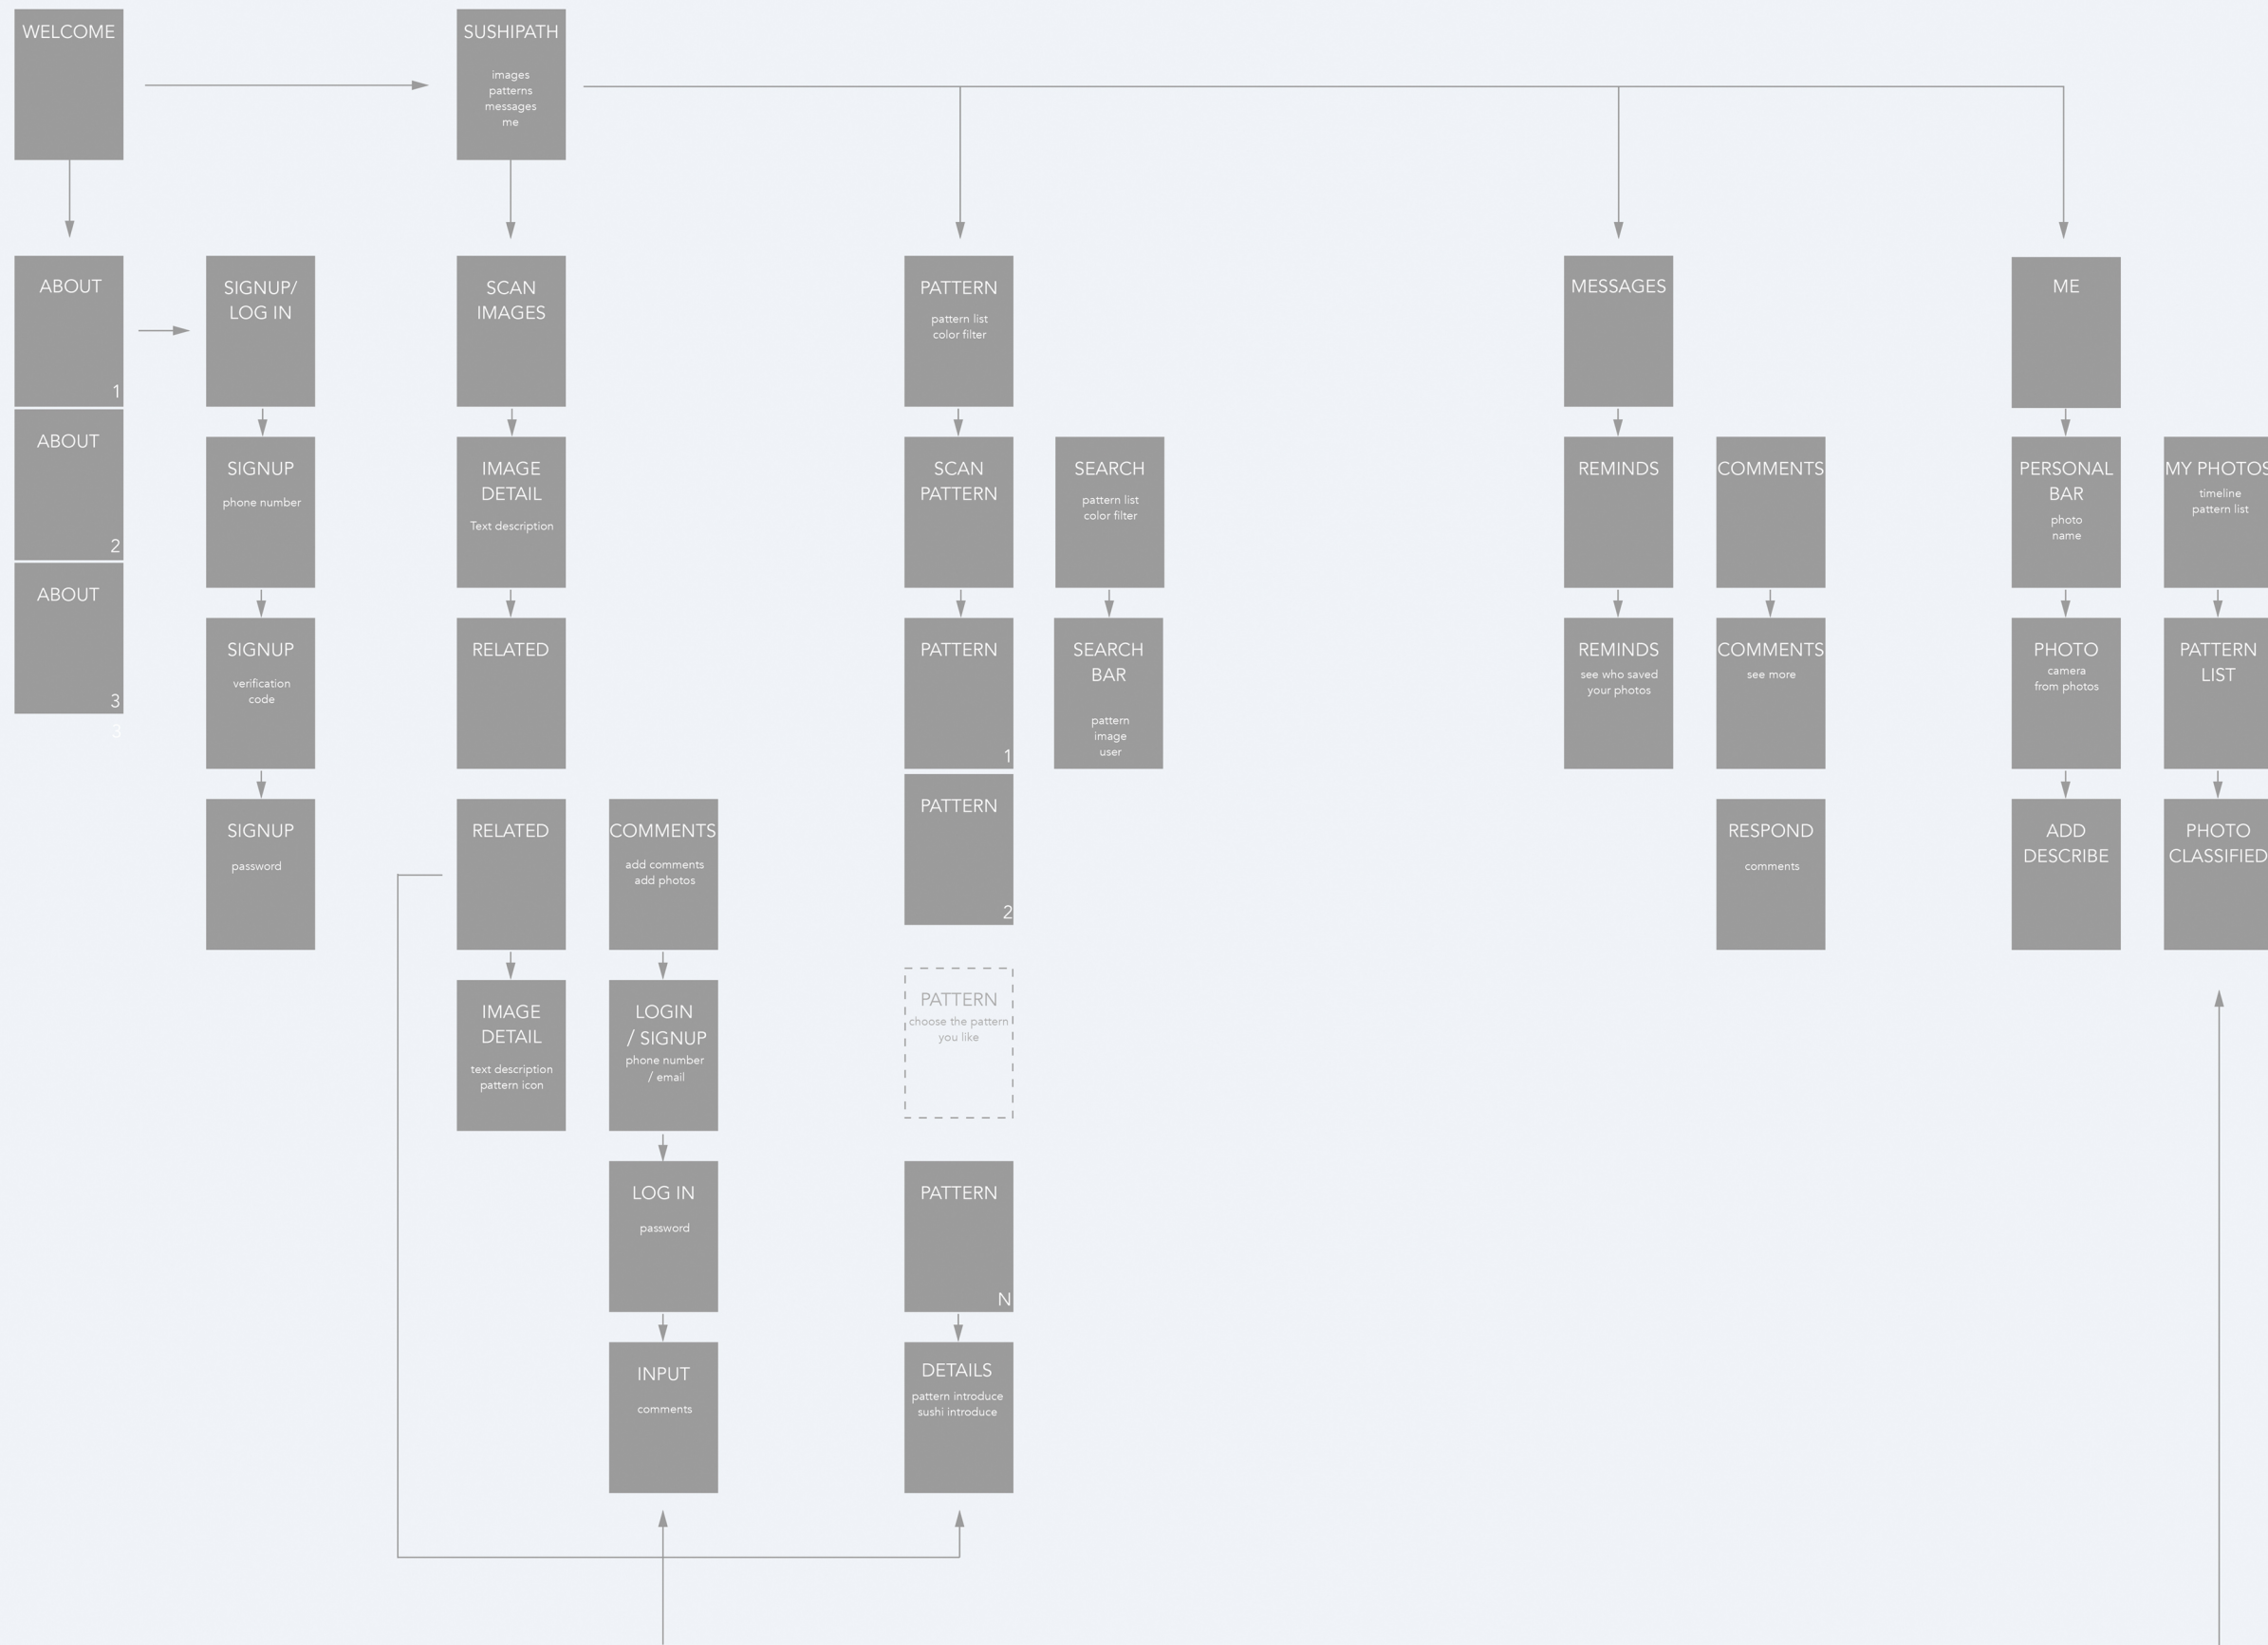 WELCOME
SUSHIPATH
images
patterns
messages
me
ABOUT
1
ABOUT
2
ABOUT
3
3
SIGNUP/
LOG IN
SIGNUP
phone number
SIGNUP
verification
code
SIGNUP
password
SCAN
IMAGES
IMAGE
DETAIL
Text description
RELATED
RELATED
IMAGE
DETAIL
text description
pattern icon
COMMENTS
add comments
add photos
LOGIN
/ SIGNUP
phone number
/ email
LOG IN
password
INPUT
comments
PATTERN
pattern list
color filter
SCAN
PATTERN
PATTERN
1
PATTERN
2
PATTERN
choose the pattern
you like
PATTERN
N
DETAILS
pattern introduce
sushi introduce
SEARCH
pattern list
color filter
SEARCH
BAR
pattern
image
user
MESSAGES
REMINDS
REMINDS
see who saved
your photos
COMMENTS
COMMENTS
see more
RESPOND
comments
ME
PERSONAL
BAR
photo
name
PHOTO
camera
from photos
ADD
DESCRIBE
MY PHOTOS
timeline
pattern list
PATTERN
LIST
PHOTO
CLASSIFIED